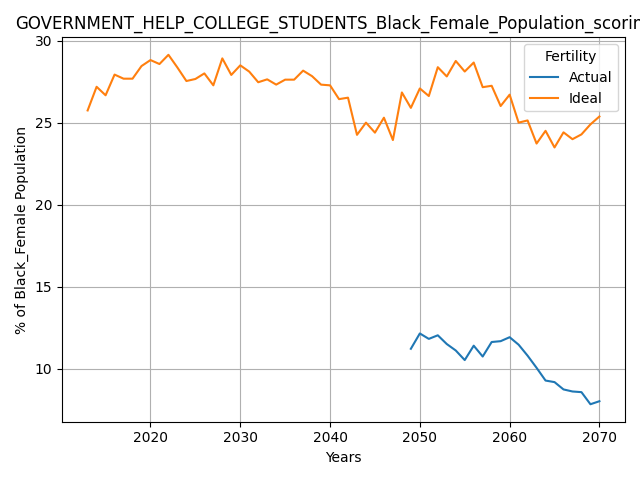 GOVERNMENT_HELP_COLLEGE_STUDENTS_Black_Female_Population_scorin
Fertility
Actual
Ideal
% of Black_Female Population
30
25
20
15
10
2020 2030 2040 2050 2060 2070
Years